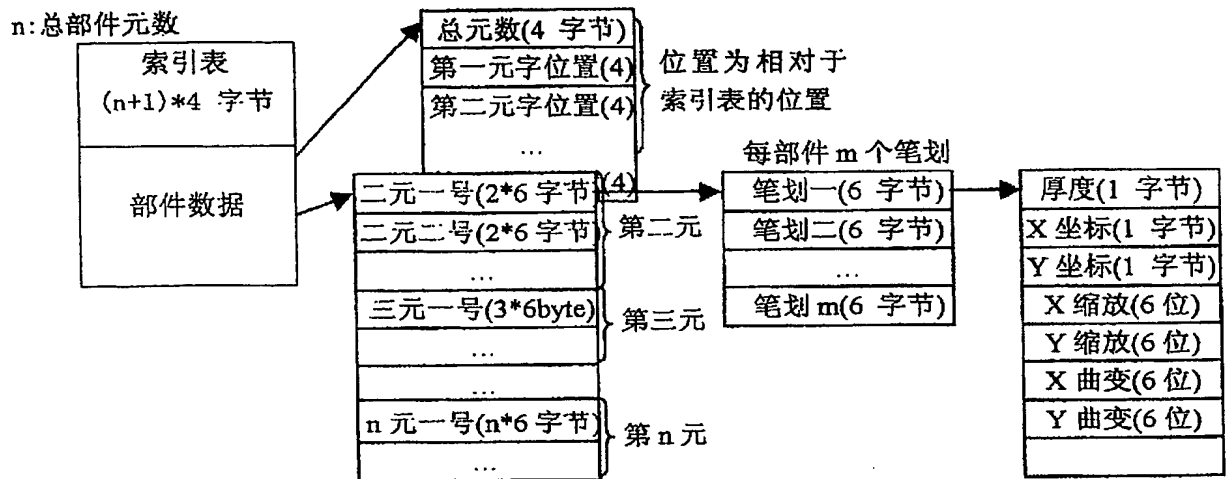 n:总部件元数
索引表
(n+1)*4 字节
部件数据
总元数(4 字节)
第一元字位置(4)
第二元字位置(4)
...
(4)
位置为相对于
索引表的位置
二元一号(2*6 字节)
二元二号(2*6 字节)
...
第二元
三元一号(3*6byte)
...
第三元
...
n 元一号(n*6 字节)
...
第 n 元
每部件 m 个笔划
笔划一(6 字节)
笔划二(6 字节)
...
笔划 m(6 字节)
厚度(1 字节)
X 坐标(1 字节)
Y 坐标(1 字节)
X 缩放(6 位)
Y 缩放(6 位)
X 曲变(6 位)
Y 曲变(6 位)